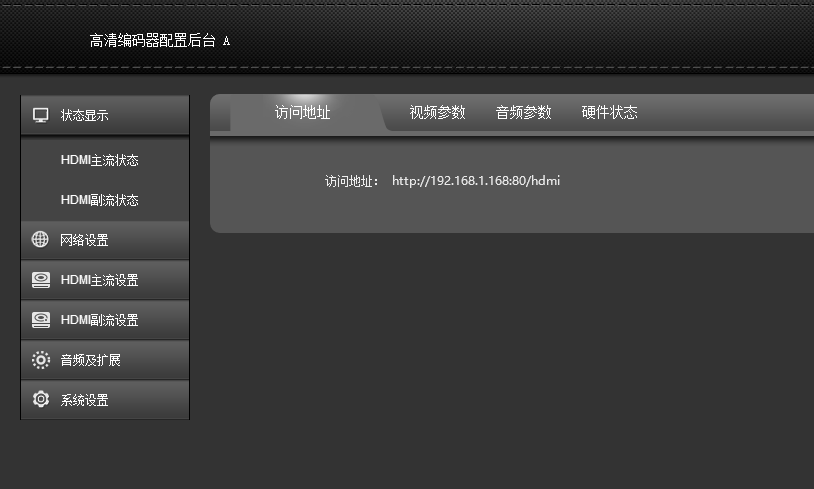 高清编码器配置后台 A
状态显示
HDMI主流状态
HDMI副流状态
网络设置
HDMI主流设置
HDMI副流设置
音频及扩展
系统设置
访问地址 视频参数 音频参数 硬件状态
访问地址： http://192.168.1.168:80/hdmi